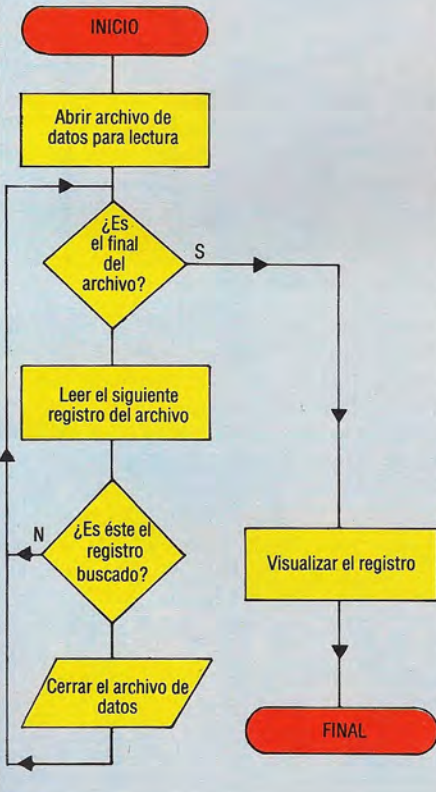 INICIO
Abrir archivo de
datos para lectura
¿Es
el final
del
archivo?
S
Leer el siguiente
registro del archivo
N
¿Es éste el
registro
buscado?
Visualizar el registro
Cerrar el archivo de
datos
FINAL